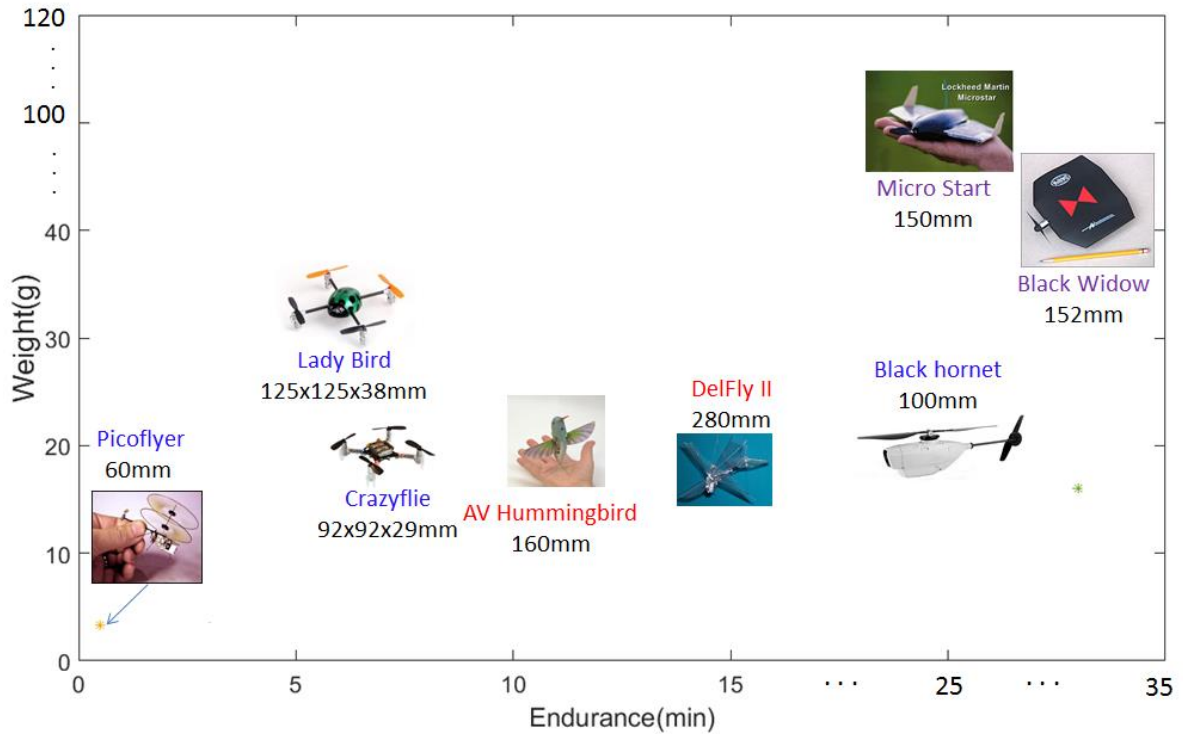 120
100
40
30
20
10
0
Weight(g)
Lockheed Martin
Microstar
Micro Start
150mm
Black Widow
152mm
Lady Bird
125x125x38mm
Black hornet
100mm
DelFly II
280mm
Picoflyer
60mm
Crazyflie
92x92x29mm
AV Hummingbird
160mm
0 5 10 15 ... 25 ... 35
Endurance(min)